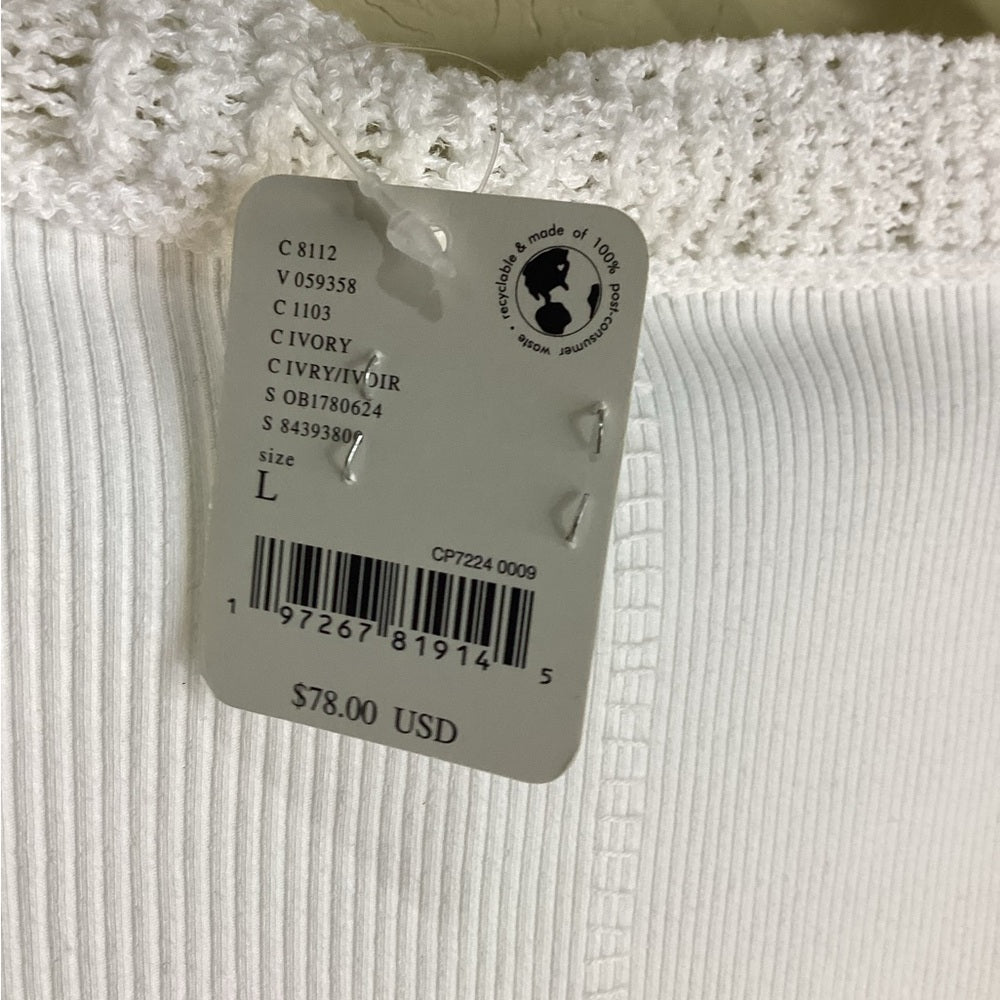 C 8112
V 059358
C 1103
C IVORY
C IVRY/IVOIR
S OB1780624
S 8439380
size
L
recyclable & made of 100% post-consumer waste •
CP7224 0009
1 97267 81914 5
$78.00 USD